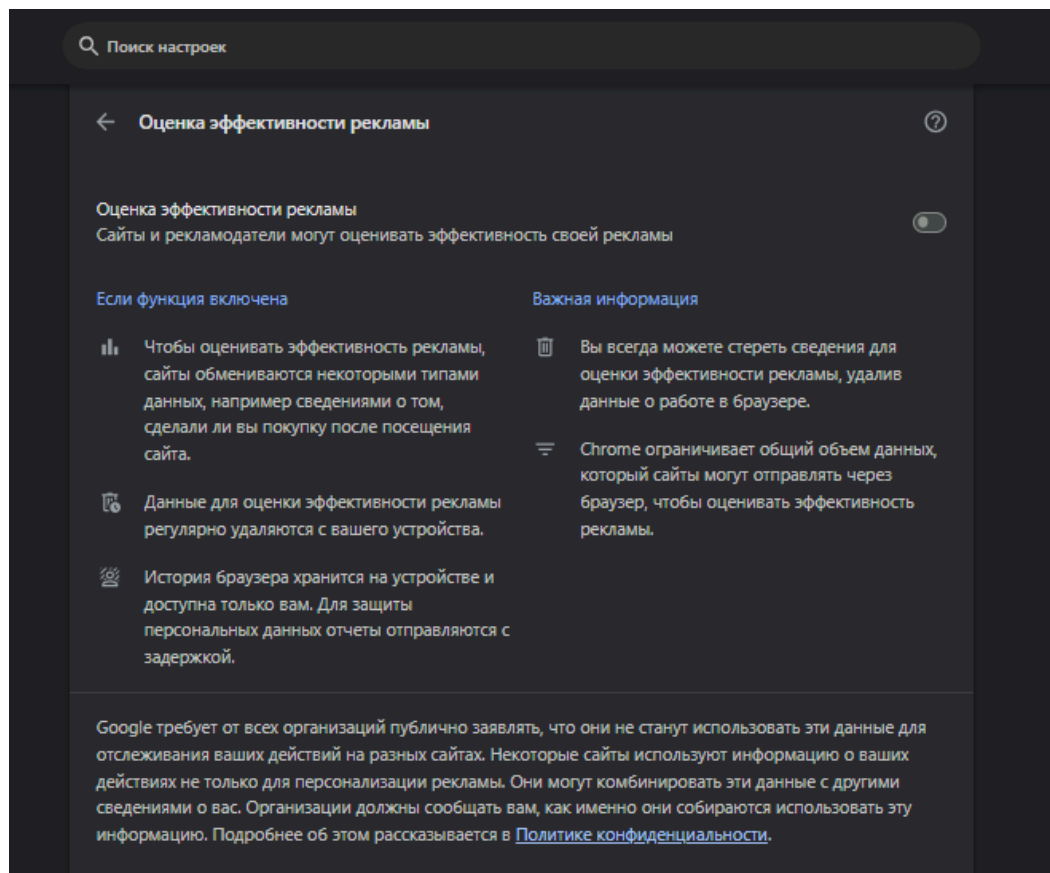 Поиск настроек
Оценка эффективности рекламы
Оценка эффективности рекламы
Сайты и рекламодатели могут оценивать эффективность своей рекламы
Если функция включена
Чтобы оценивать эффективность рекламы,
сайты обмениваются некоторыми типами
данных, например сведениями о том,
сделали ли вы покупку после посещения
сайта.
Данные для оценки эффективности рекламы
регулярно удаляются с вашего устройства.
История браузера хранится на устройстве и
доступна только вам. Для защиты
персональных данных отчеты отправляются с
задержкой.
Важная информация
Вы всегда можете стереть сведения для
оценки эффективности рекламы, удалив
данные о работе в браузере.
Chrome ограничивает общий объем данных,
который сайты могут отправлять через
браузер, чтобы оценивать эффективность
рекламы.
Google требует от всех организаций публично заявлять, что они не станут использовать эти данные для
отслеживания ваших действий на разных сайтах. Некоторые сайты используют информацию о ваших
действиях не только для персонализации рекламы. Они могут комбинировать эти данные с другими
сведениями о вас. Организации должны сообщать вам, как именно они собираются использовать эту
информацию. Подробнее об этом рассказывается в Политике конфиденциальности.